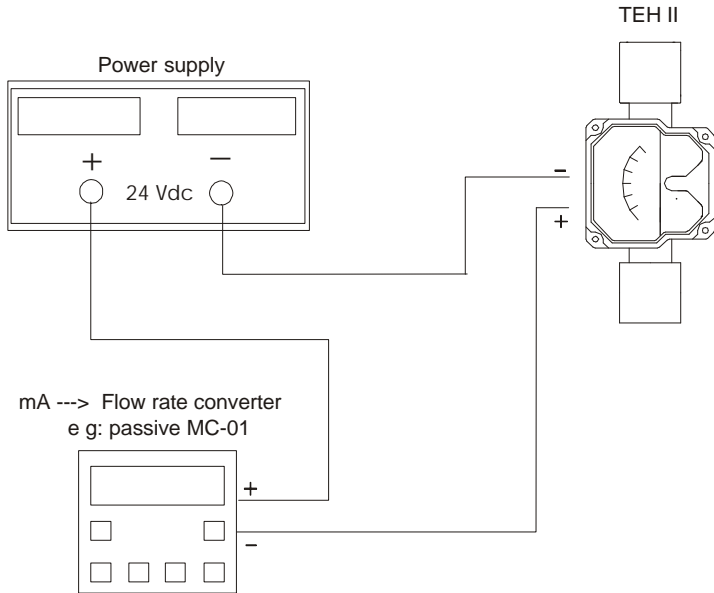 TEH II
Power supply
+ −
24 Vdc
-
+
mA ---> Flow rate converter
e g: passive MC-01
+
-